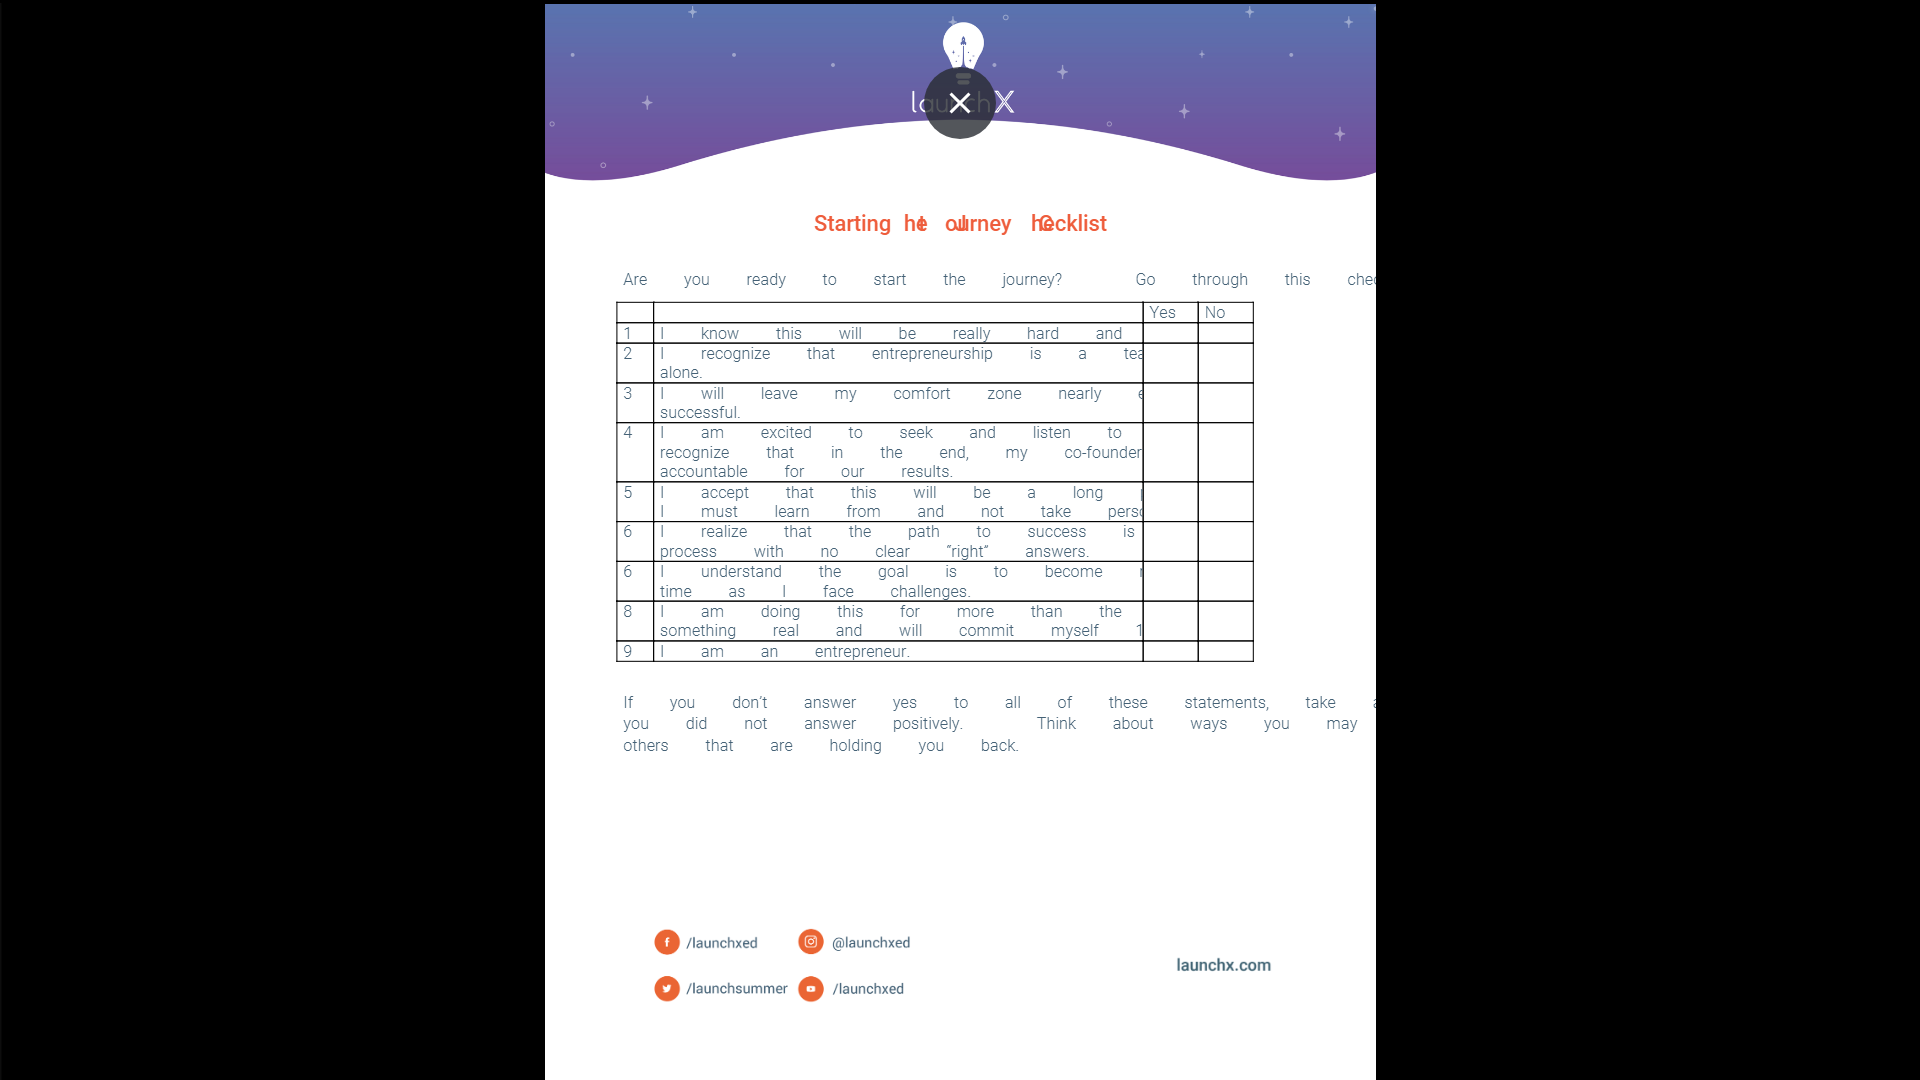 launchX
Starting the Journey Checklist
Are you ready to start the journey? Go through this
Yes No
1 I know this will be really hard and
2 I recognize that entrepreneurship is a
alone.
3 I will leave my comfort zone nearly
successful.
4 I am excited to seek and listen to
recognize that in the end, my co-founder
accountable for our results.
5 I accept that this will be a long
I must learn from and not take
6 I realize that the path to success is
process with no clear “right” answers.
6 I understand the goal is to become
time as I face challenges.
8 I am doing this for more than the
something real and will commit myself
9 I am an entrepreneur.
If you don’t answer yes to all of these statements, take
you did not answer positively. Think about ways you may
others that are holding you back.
/launchxed @launchxed
launchx.com
/launchsummer /launchxed